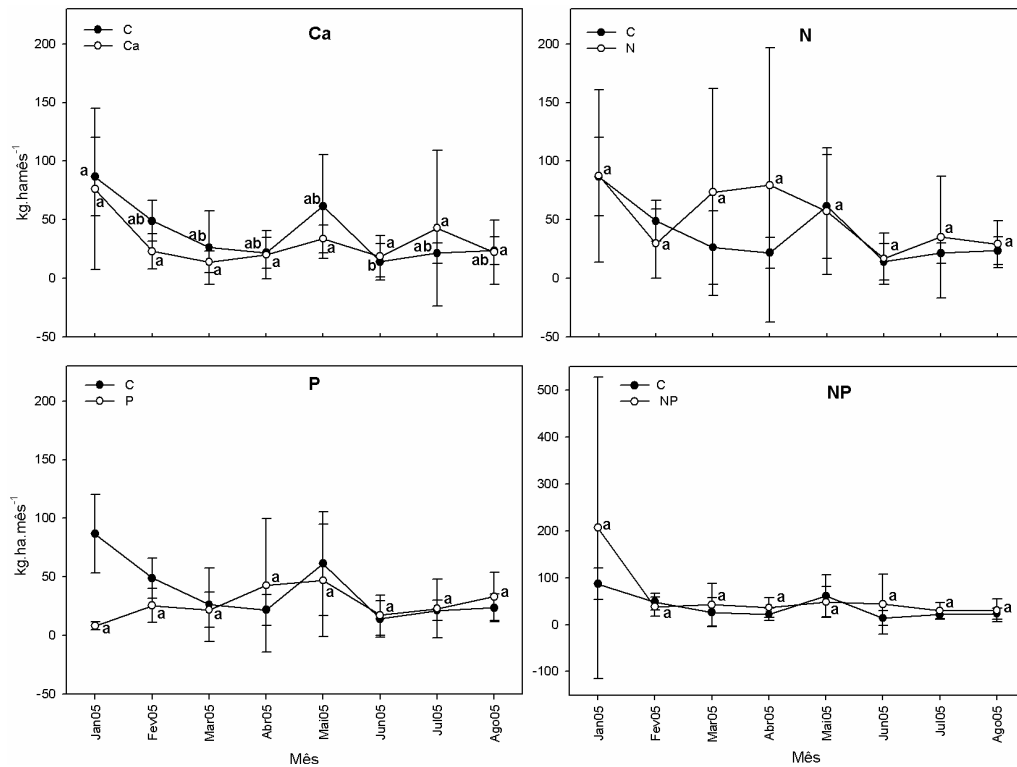 Ca
C
Ca
kg.hamês⁻¹
200
150
100
50
0
-50
a
ab
ab
ab
ab
b
ab
ab
a
a
a
a
a
a
a
a
N
C
N
200
150
100
50
0
-50
a
a
a
a
a
a
a
a
P
C
P
kg.ha.mês⁻¹
200
150
100
50
0
-50
a
a
a
a
a
a
a
Jan05
Fev05
Mar05
Abr05
Mai05
Jun05
Jul05
Ago05
Mês
NP
C
NP
500
400
300
200
100
0
-100
a
a
a
a
a
a
a
a
Jan05
Fev05
Mar05
Abr05
Mai05
Jun05
Jul05
Ago05
Mês